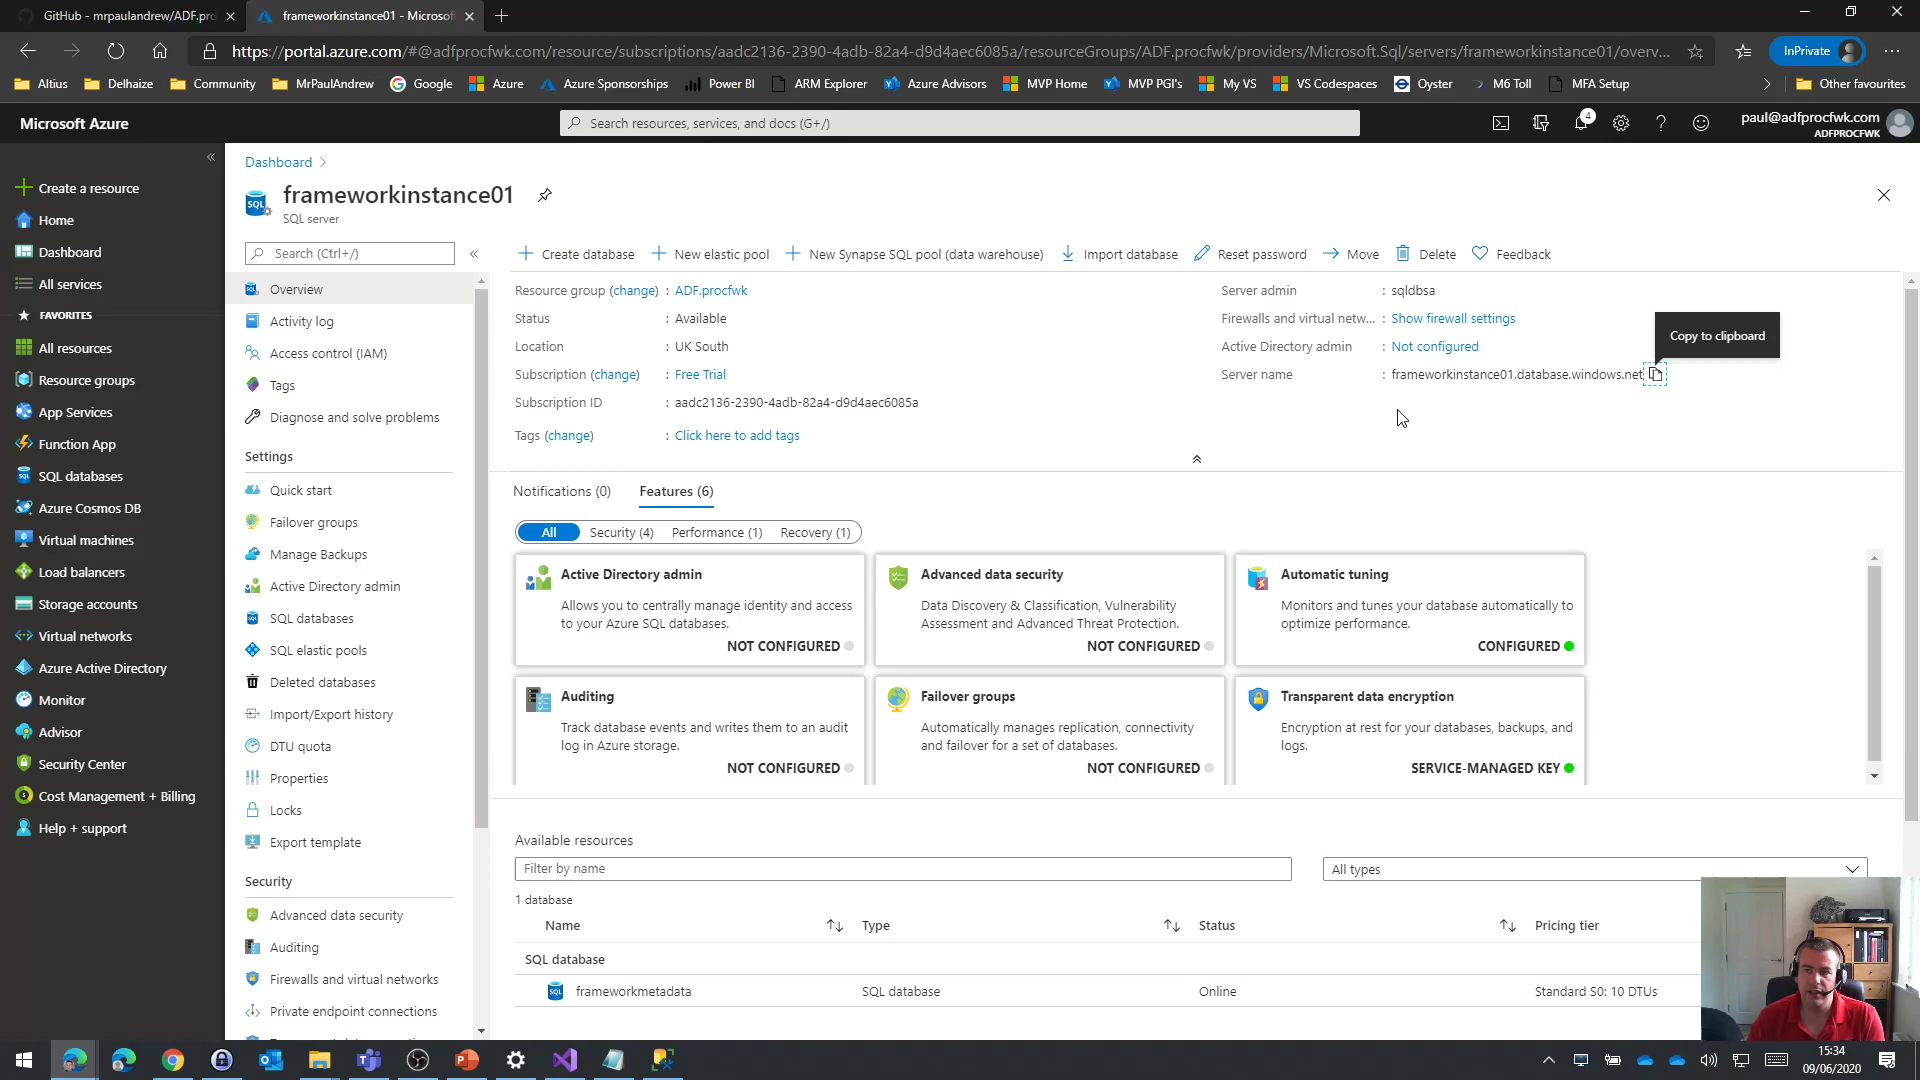 GitHub - mrpaulandrew/ADF.pro
frameworkinstance01 - Microsof
https://portal.azure.com/#@adfprocfwk.com/resource/subscriptions/aadc2136-2390-4adb-82a4-d9d4aec6085a/resourceGroups/ADF.procfwk/providers/Microsoft.Sql/servers/frameworkinstance01/overv...
InPrivate
Altius
Delhaize
Community
MrPaulAndrew
Google
Azure
Azure Sponsorships
Power BI
ARM Explorer
Azure Advisors
MVP Home
MVP PGI's
My VS
VS Codespaces
Oyster
M6 Toll
MFA Setup
Other favourites
Microsoft Azure
Search resources, services, and docs (G+/)
4
paul@adfprocfwk.com
ADFPROCFWK
Create a resource
Home
Dashboard
All services
FAVORITES
All resources
Resource groups
App Services
Function App
SQL databases
Azure Cosmos DB
Virtual machines
Load balancers
Storage accounts
Virtual networks
Azure Active Directory
Monitor
Advisor
Security Center
Cost Management + Billing
Help + support
Dashboard
frameworkinstance01
SQL server
Search (Ctrl+/)
Overview
Activity log
Access control (IAM)
Tags
Diagnose and solve problems
Settings
Quick start
Failover groups
Manage Backups
Active Directory admin
SQL databases
SQL elastic pools
Deleted databases
Import/Export history
DTU quota
Properties
Locks
Export template
Security
Advanced data security
Auditing
Firewalls and virtual networks
Private endpoint connections
Create database
New elastic pool
New Synapse SQL pool (data warehouse)
Import database
Reset password
Move
Delete
Feedback
Resource group (change) : ADF.procfwk
Status : Available
Location : UK South
Subscription (change) : Free Trial
Subscription ID : aadc2136-2390-4adb-82a4-d9d4aec6085a
Tags (change) : Click here to add tags
Server admin : sqldbsa
Firewalls and virtual netw... : Show firewall settings
Active Directory admin : Not configured
Server name : frameworkinstance01.database.windows.net
Copy to clipboard
Notifications (0)
Features (6)
All
Security (4)
Performance (1)
Recovery (1)
Active Directory admin
Allows you to centrally manage identity and access
to your Azure SQL databases.
NOT CONFIGURED
Advanced data security
Data Discovery & Classification, Vulnerability
Assessment and Advanced Threat Protection.
NOT CONFIGURED
Automatic tuning
Monitors and tunes your database automatically to
optimize performance.
CONFIGURED
Auditing
Track database events and writes them to an audit
log in Azure storage.
NOT CONFIGURED
Failover groups
Automatically manages replication, connectivity
and failover for a set of databases.
NOT CONFIGURED
Transparent data encryption
Encryption at rest for your databases, backups, and
logs.
SERVICE-MANAGED KEY
Available resources
Filter by name
All types
1 database
Name
Type
Status
Pricing tier
SQL database
frameworkmetadata
SQL database
Online
Standard S0: 10 DTUs
15:34
09/06/2020